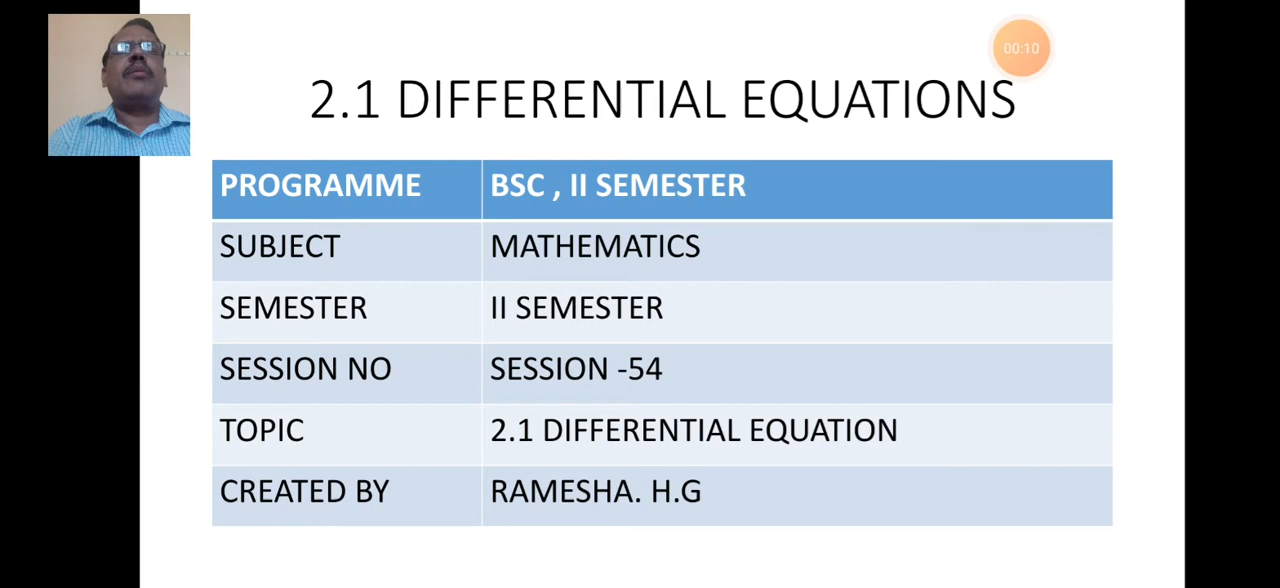 00:10
2.1 DIFFERENTIAL EQUATIONS
PROGRAMME BSC , II SEMESTER
SUBJECT MATHEMATICS
SEMESTER II SEMESTER
SESSION NO SESSION -54
TOPIC 2.1 DIFFERENTIAL EQUATION
CREATED BY RAMESHA. H.G